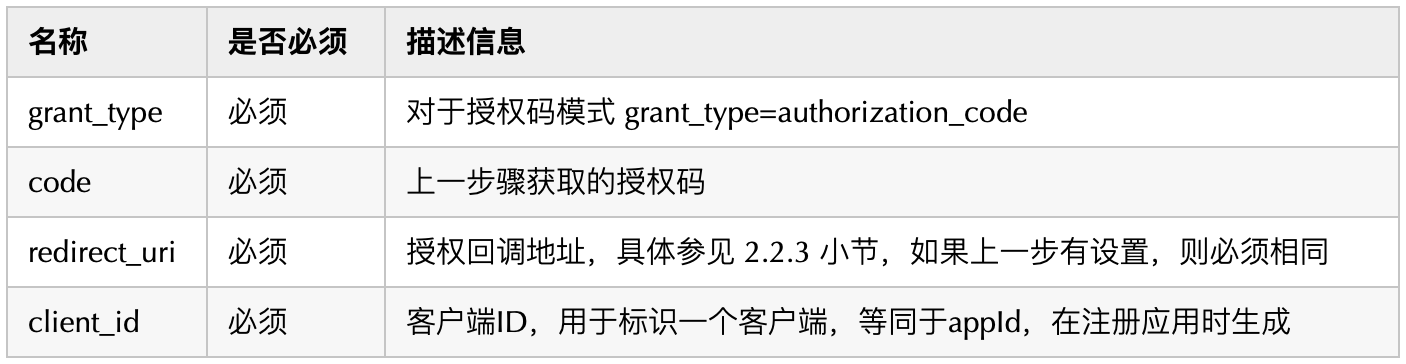 名称 是否必须 描述信息
grant_type 必须 对于授权码模式 grant_type=authorization_code
code 必须 上一步骤获取的授权码
redirect_uri 必须 授权回调地址，具体参见 2.2.3 小节，如果上一步有设置，则必须相同
client_id 必须 客户端ID，用于标识一个客户端，等同于appId，在注册应用时生成